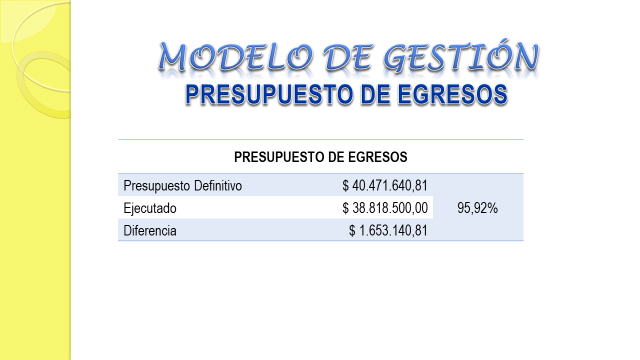 MODELO DE GESTIÓN
PRESUPUESTO DE EGRESOS
PRESUPUESTO DE EGRESOS
Presupuesto Definitivo $ 40.471.640,81
Ejecutado $ 38.818.500,00 95,92%
Diferencia $ 1.653.140,81